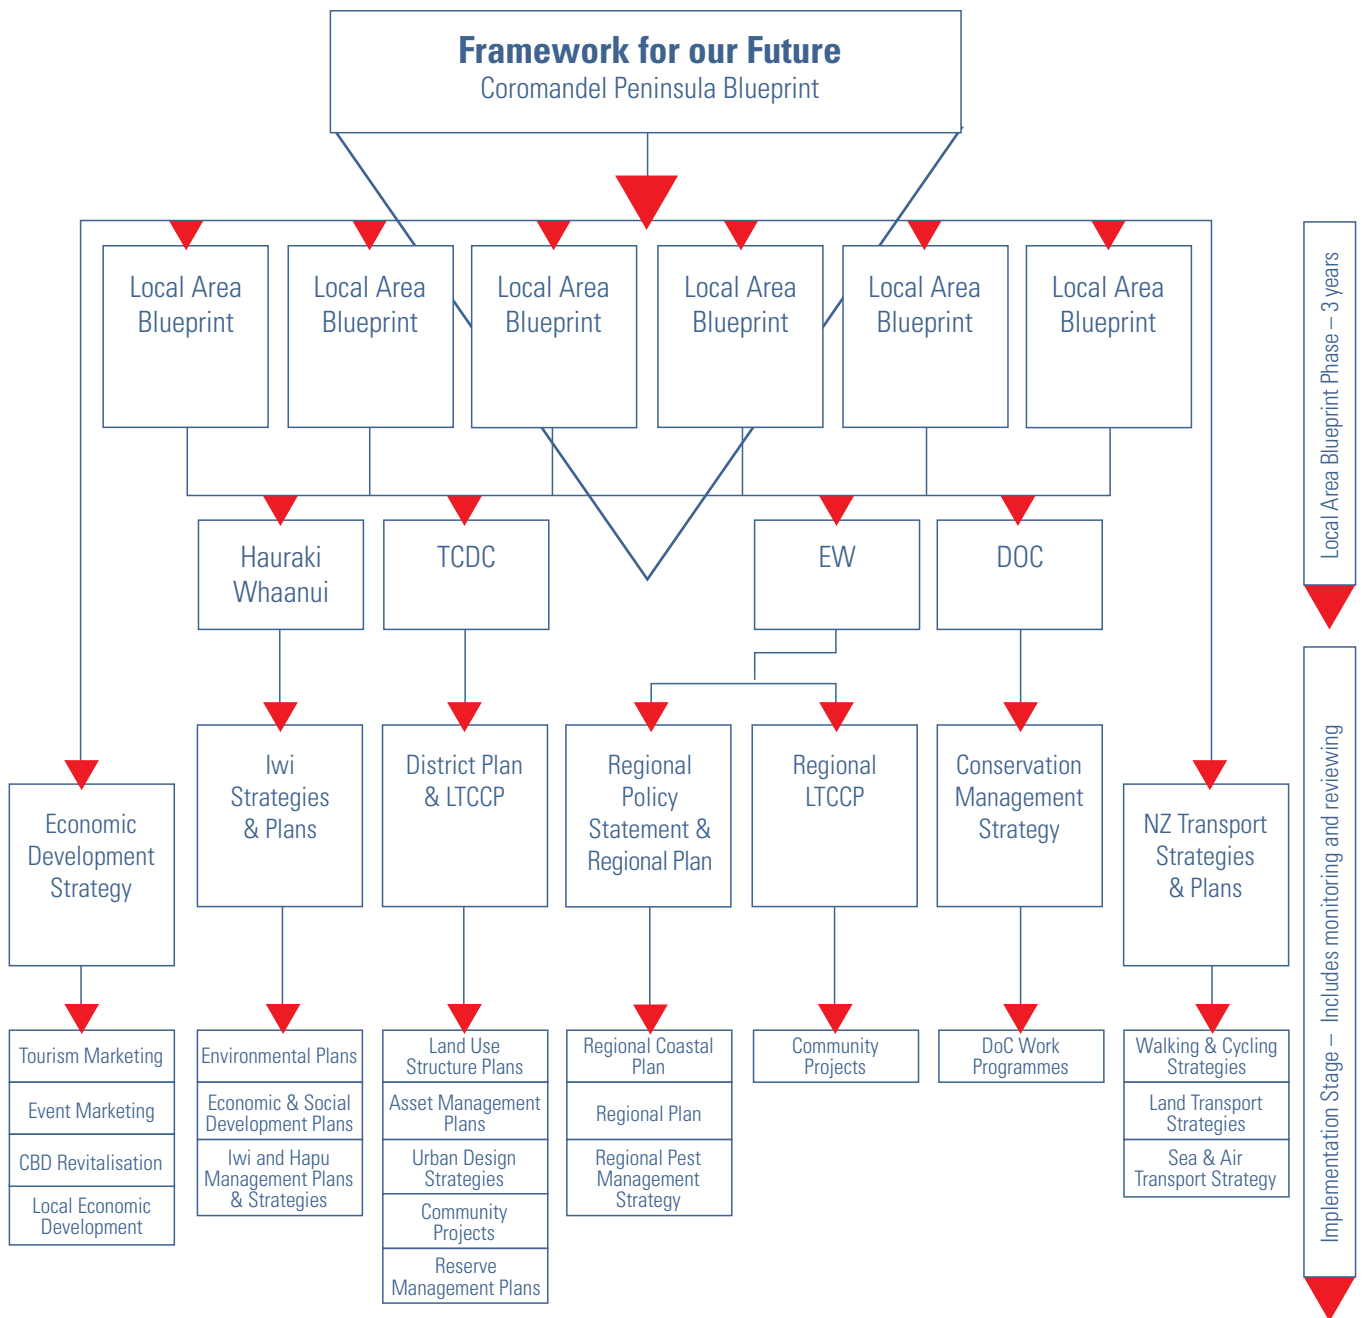 Framework for our Future
Coromandel Peninsula Blueprint
Local Area
Blueprint
Local Area
Blueprint
Local Area
Blueprint
Local Area
Blueprint
Local Area
Blueprint
Local Area
Blueprint
Local Area Blueprint Phase – 3 years
Hauraki
Whaanui
TCDC
EW
DOC
Economic
Development
Strategy
Iwi
Strategies
& Plans
District Plan
& LTCCP
Regional
Policy
Statement &
Regional Plan
Regional
LTCCP
Conservation
Management
Strategy
NZ Transport
Strategies
& Plans
Implementation Stage – Includes monitoring and reviewing
Tourism Marketing
Event Marketing
CBD Revitalisation
Local Economic
Development
Environmental Plans
Economic & Social
Development Plans
Iwi and Hapu
Management Plans
& Strategies
Land Use
Structure Plans
Asset Management
Plans
Urban Design
Strategies
Community
Projects
Reserve
Management Plans
Regional Coastal
Plan
Regional Plan
Regional Pest
Management
Strategy
Community
Projects
DoC Work
Programmes
Walking & Cycling
Strategies
Land Transport
Strategies
Sea & Air
Transport Strategy